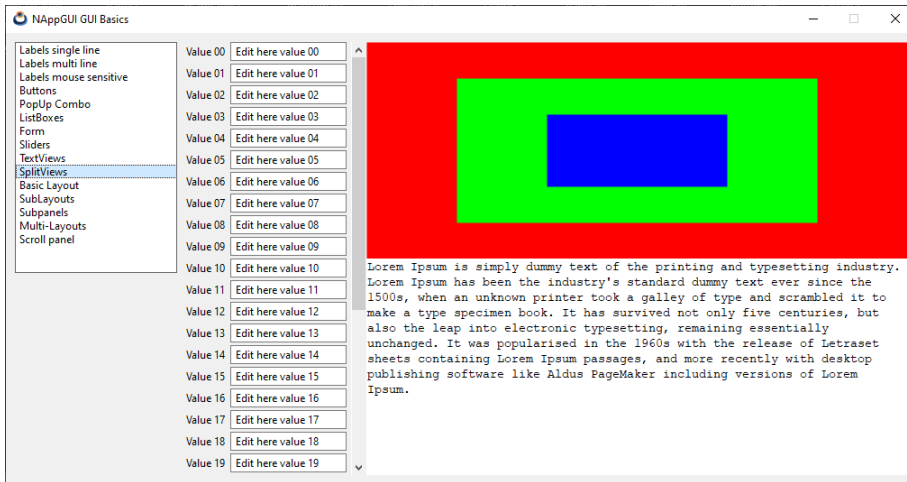 NAppGUI GUI Basics
Labels single line
Labels multi line
Labels mouse sensitive
Buttons
PopUp Combo
ListBoxes
Form
Sliders
TextViews
SplitViews
Basic Layout
SubLayouts
Subpanels
Multi-Layouts
Scroll panel
Value 00 Edit here value 00
Value 01 Edit here value 01
Value 02 Edit here value 02
Value 03 Edit here value 03
Value 04 Edit here value 04
Value 05 Edit here value 05
Value 06 Edit here value 06
Value 07 Edit here value 07
Value 08 Edit here value 08
Value 09 Edit here value 09
Value 10 Edit here value 10
Value 11 Edit here value 11
Value 12 Edit here value 12
Value 13 Edit here value 13
Value 14 Edit here value 14
Value 15 Edit here value 15
Value 16 Edit here value 16
Value 17 Edit here value 17
Value 18 Edit here value 18
Value 19 Edit here value 19
Lorem Ipsum is simply dummy text of the printing and typesetting industry.
Lorem Ipsum has been the industry's standard dummy text ever since the
1500s, when an unknown printer took a galley of type and scrambled it to
make a type specimen book. It has survived not only five centuries, but
also the leap into electronic typesetting, remaining essentially
unchanged. It was popularised in the 1960s with the release of Letraset
sheets containing Lorem Ipsum passages, and more recently with desktop
publishing software like Aldus PageMaker including versions of Lorem
Ipsum.